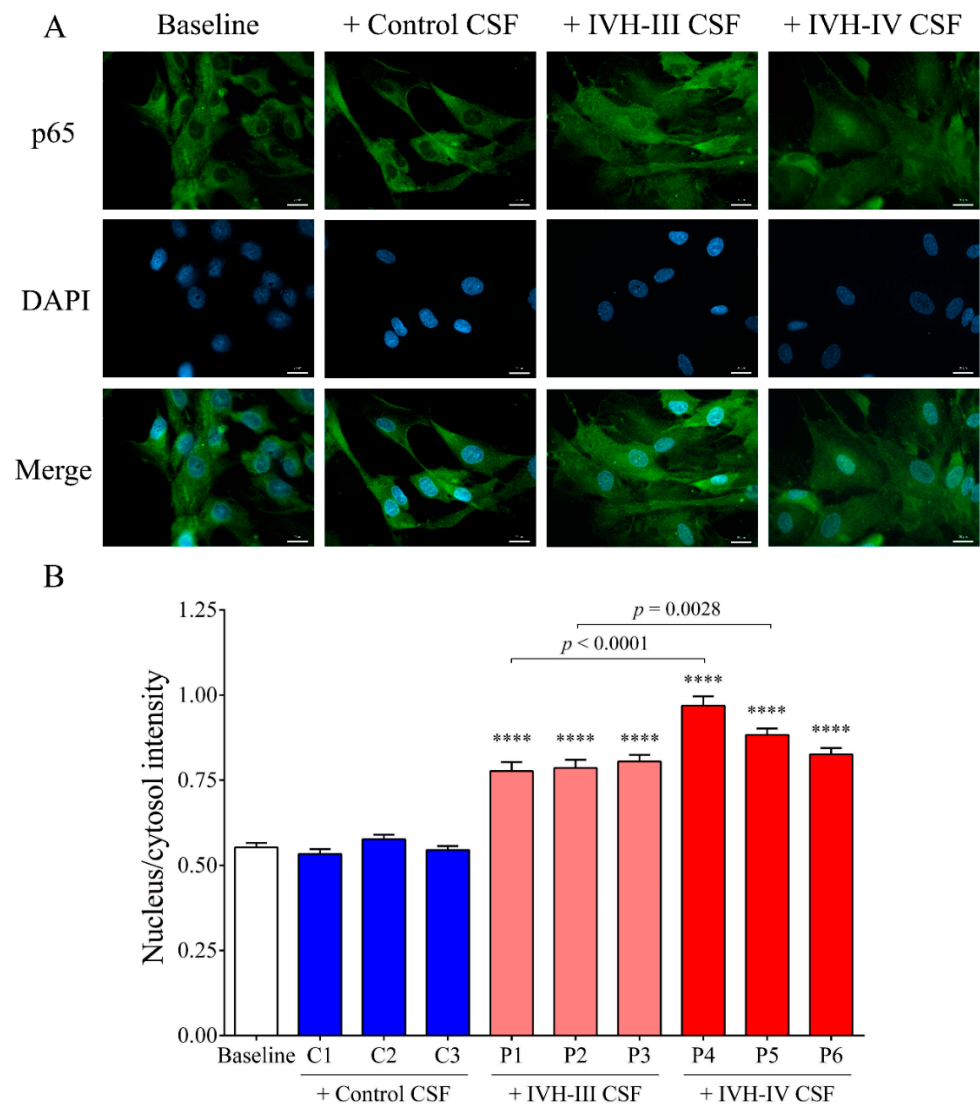 A
Baseline
+ Control CSF
+ IVH-III CSF
+ IVH-IV CSF
p65
DAPI
Merge
B
Nucleus/cytosol intensity
1.25
1.00
0.75
0.50
0.25
0.00
p = 0.0028
p < 0.0001
****
****
****
****
****
****
Baseline
C1
C2
C3
P1
P2
P3
P4
P5
P6
+ Control CSF
+ IVH-III CSF
+ IVH-IV CSF